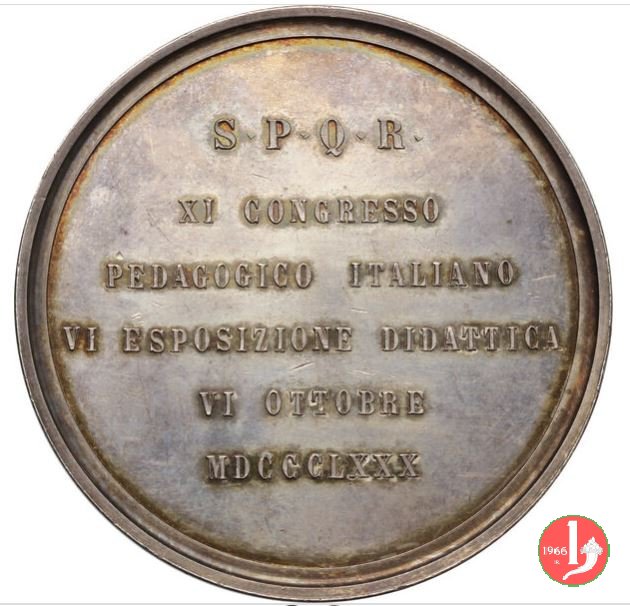 S·P·Q·R·
XI CONGRESSO
PEDAGOGICO ITALIANO
VI ESPOSIZIONE DIDATTICA
VI OTTOBRE
MDCCCLXXX
1966